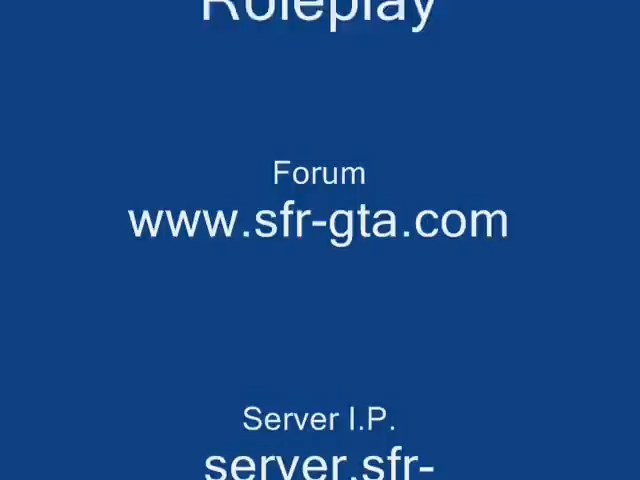 Roleplay
Forum
www.sfr-gta.com
Server I.P.
server.sfr-